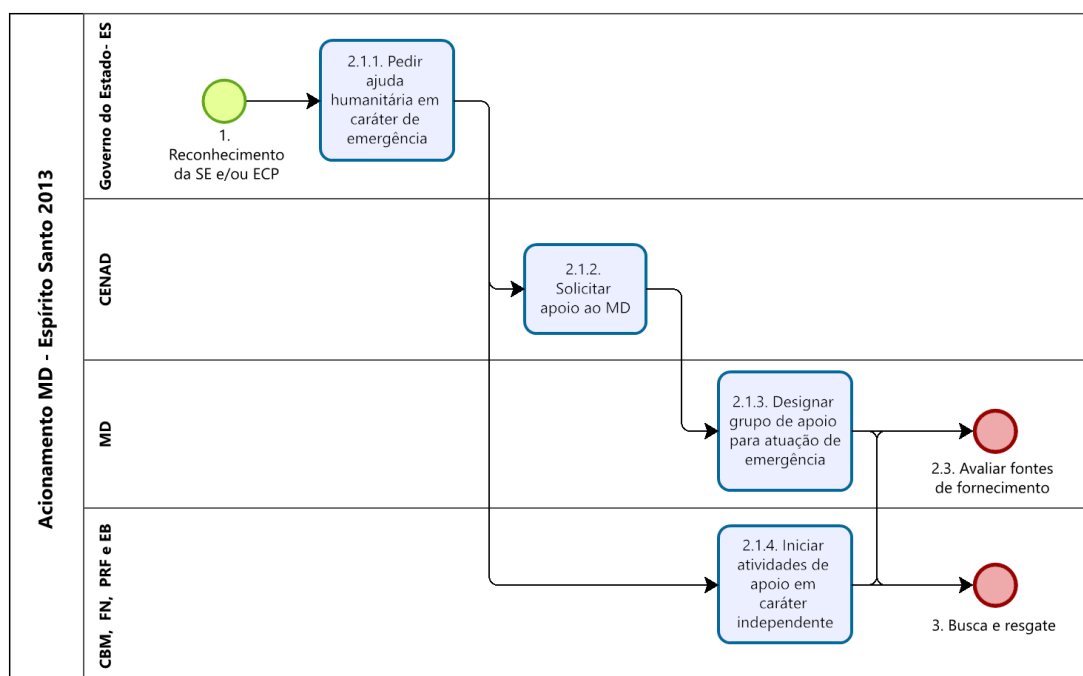 Acionamento MD - Espírito Santo 2013
Governo do Estado- ES
1.
Reconhecimento
da SE e/ou ECP
2.1.1. Pedir
ajuda
humanitária em
caráter de
emergência
CENAD
2.1.2.
Solicitar
apoio ao MD
MD
2.1.3. Designar
grupo de apoio
para atuação de
emergência
2.3. Avaliar fontes
de fornecimento
CBM, FN, PRF e EB
2.1.4. Iniciar
atividades de
apoio em
caráter
independente
3. Busca e resgate